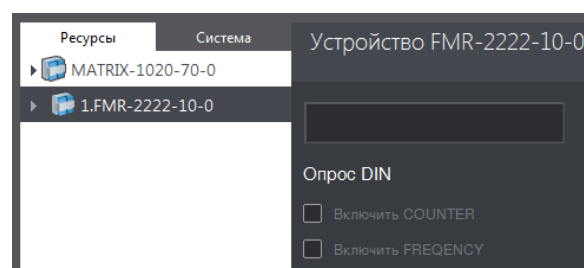 Ресурсы Система
MATRIX-1020-70-0
1.FMR-2222-10-0
Устройство FMR-2222-10-0
Опрос DIN
Включить COUNTER
Включить FREQENCY